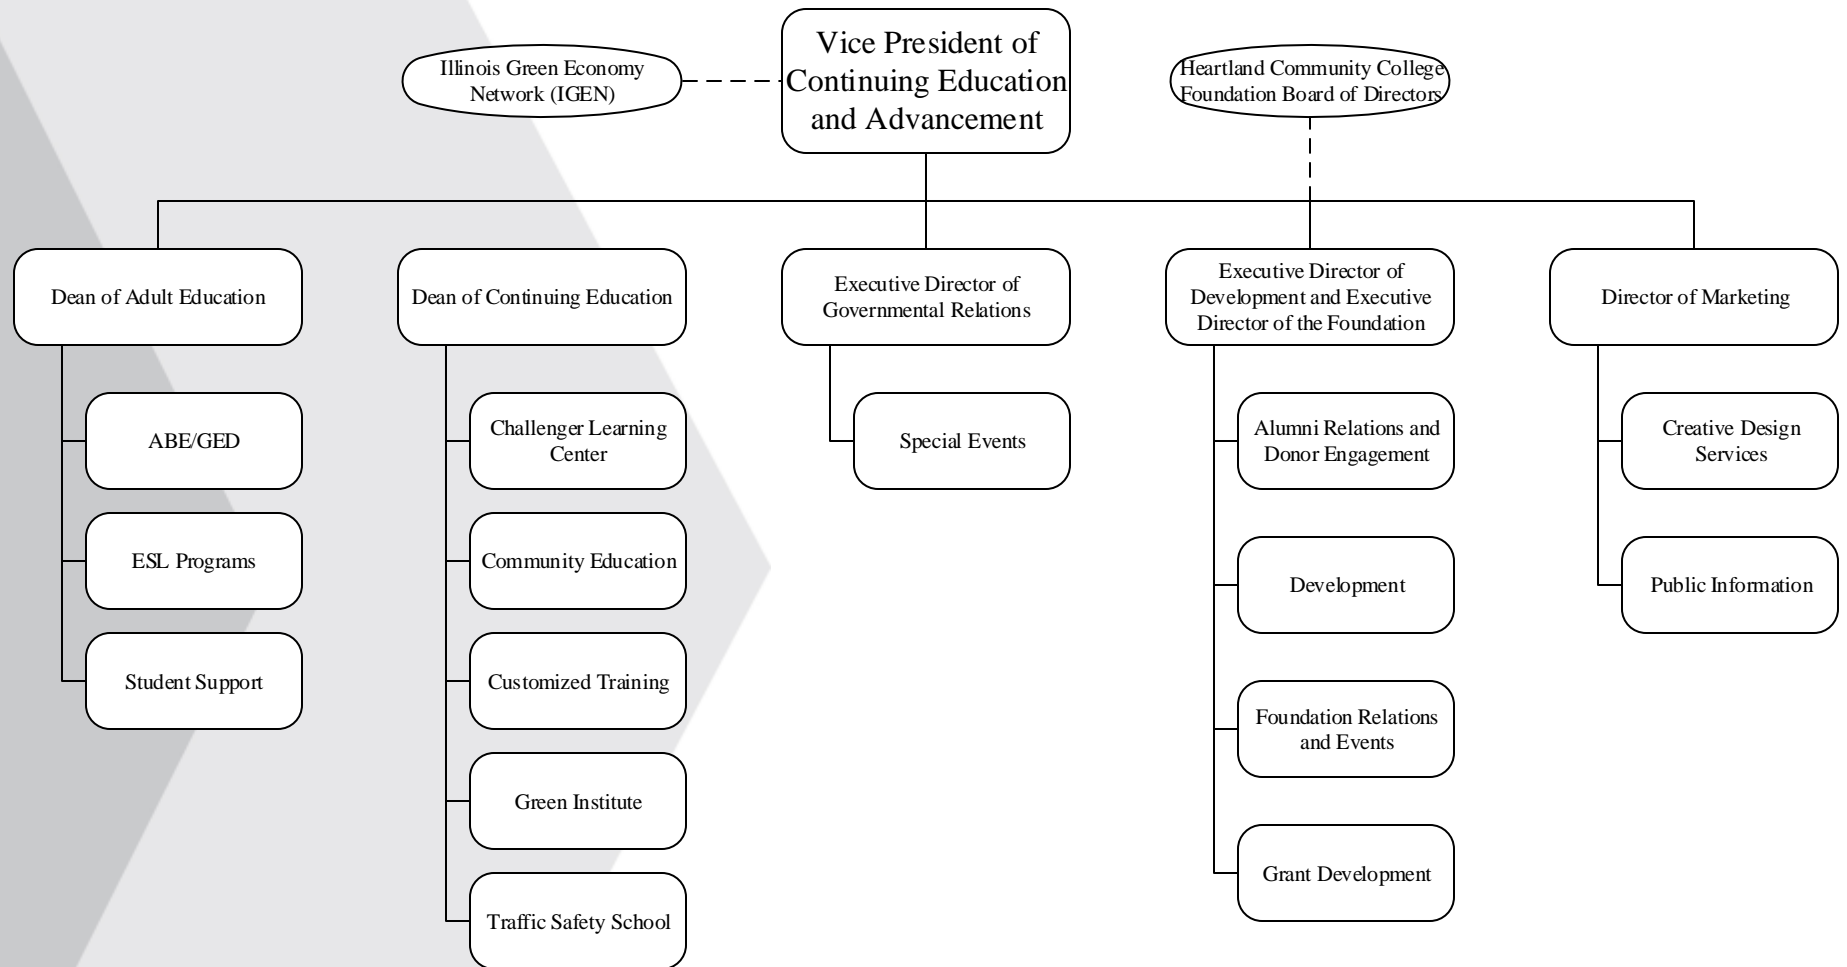 Vice President of
Continuing Education
and Advancement
Illinois Green Economy
Network (IGEN)
Heartland Community College
Foundation Board of Directors
Dean of Adult Education
ABE/GED
ESL Programs
Student Support
Dean of Continuing Education
Challenger Learning
Center
Community Education
Customized Training
Green Institute
Traffic Safety School
Executive Director of
Governmental Relations
Special Events
Executive Director of
Development and Executive
Director of the Foundation
Alumni Relations and
Donor Engagement
Development
Foundation Relations
and Events
Grant Development
Director of Marketing
Creative Design
Services
Public Information